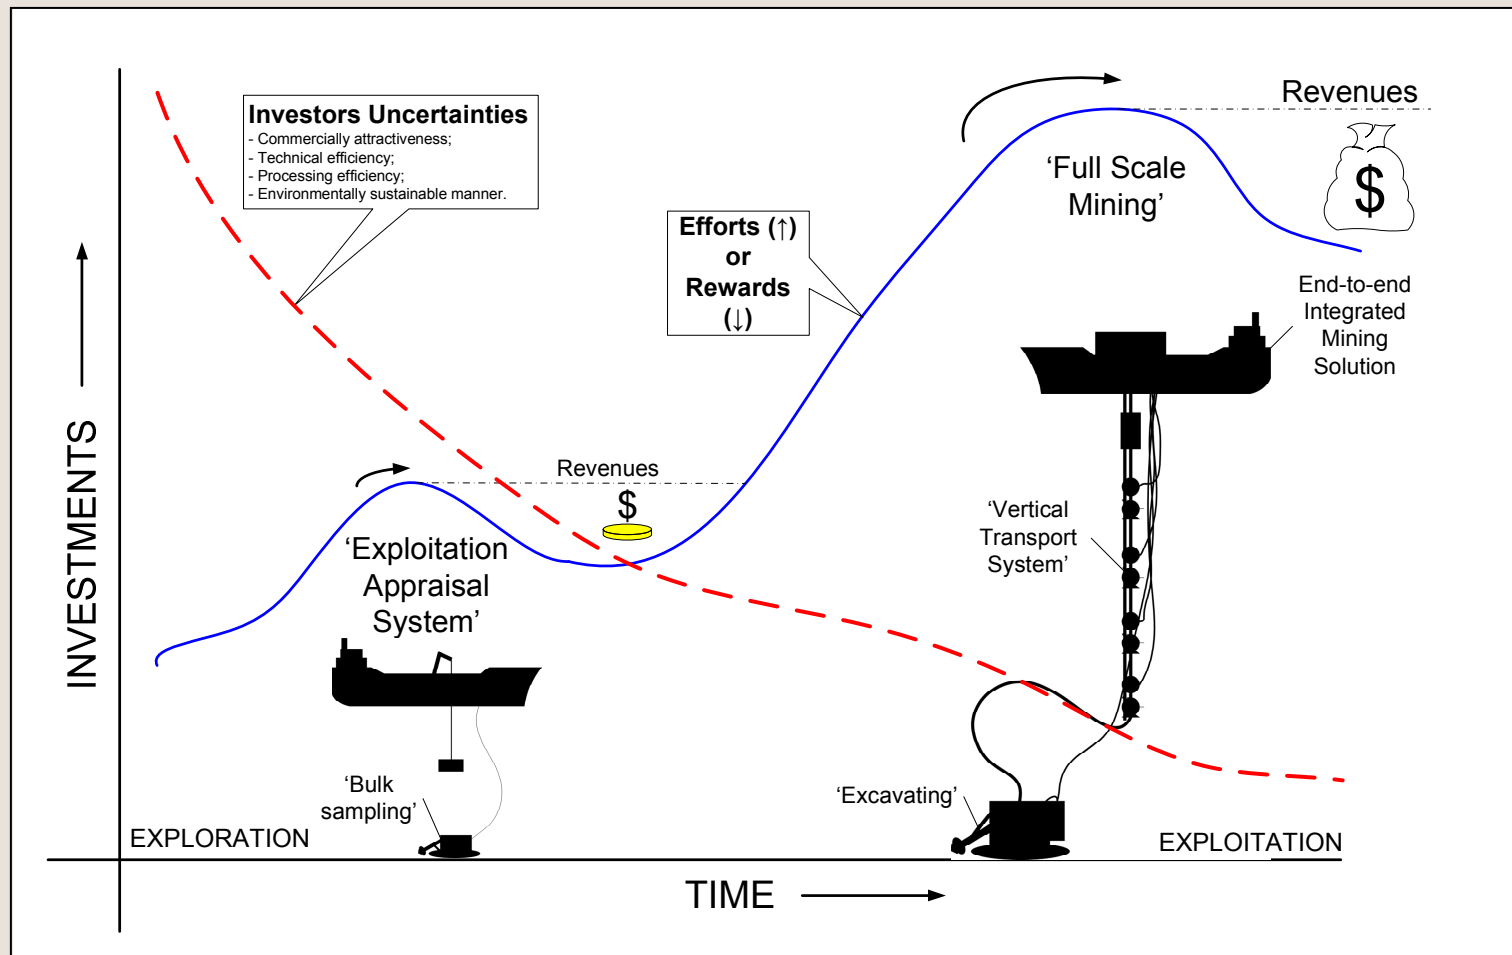 Investors Uncertainties
- Commercially attractiveness;
- Technical efficiency;
- Processing efficiency;
- Environmentally sustainable manner.
Revenues
$
‘Full Scale
Mining’
Efforts (↑)
or
Rewards
(↓)
End-to-end
Integrated
Mining
Solution
INVESTMENTS
Revenues
$
‘Exploitation
Appraisal
System’
‘Vertical
Transport
System’
‘Bulk
sampling’
‘Excavating’
EXPLORATION
EXPLOITATION
TIME